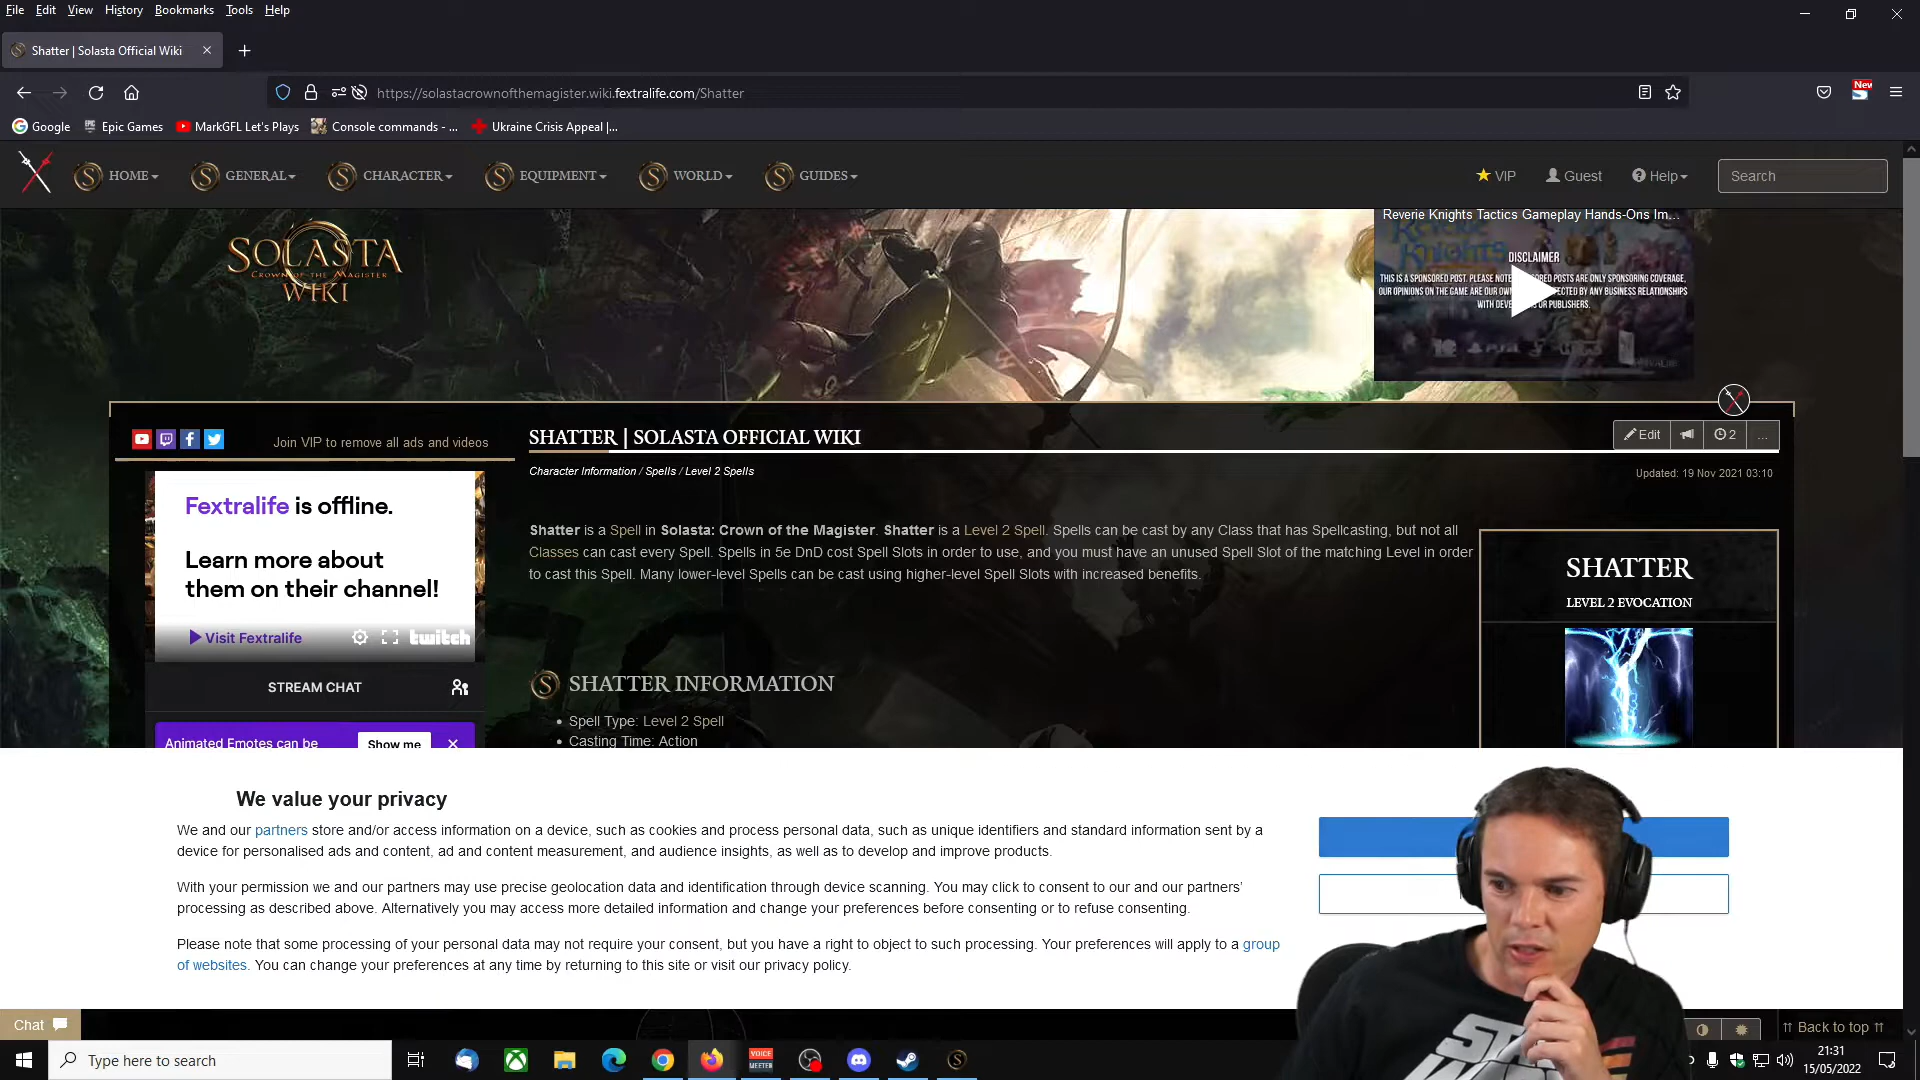 File Edit View History Bookmarks Tools Help
Shatter | Solasta Official Wiki
https://solastacrownofthemagister.wiki.fextralife.com/Shatter
New
Google Epic Games MarkGFL Let's Plays Console commands - ... Ukraine Crisis Appeal |...
HOME GENERAL CHARACTER EQUIPMENT WORLD GUIDES VIP Guest Help Search
SOLASTA
CROWN OF THE MAGISTER
WIKI
Reverie Knights Tactics Gameplay Hands-Ons Im...
Reverie
Knights
DISCLAIMER
THIS IS A SPONSORED POST. PLEASE NOTE POSTS ARE ONLY SPONSORING COVERAGE,
OUR OPINIONS ON THE GAME ARE OUR BY ANY BUSINESS RELATIONSHIPS
WITH OR PUBLISHERS.
Join VIP to remove all ads and videos
SHATTER | SOLASTA OFFICIAL WIKI
Edit 2 ...
Character Information / Spells / Level 2 Spells
Updated: 19 Nov 2021 03:10
Fextralife is offline.
Learn more about
them on their channel!
Visit Fextralife twitch
STREAM CHAT
Animated Emotes can be Show me
Shatter is a Spell in Solasta: Crown of the Magister. Shatter is a Level 2 Spell. Spells can be cast by any Class that has Spellcasting, but not all
Classes can cast every Spell. Spells in 5e DnD cost Spell Slots in order to use, and you must have an unused Spell Slot of the matching Level in order
to cast this Spell. Many lower-level Spells can be cast using higher-level Spell Slots with increased benefits.
SHATTER
LEVEL 2 EVOCATION
SHATTER INFORMATION
• Spell Type: Level 2 Spell
• Casting Time: Action
We value your privacy
We and our partners store and/or access information on a device, such as cookies and process personal data, such as unique identifiers and standard information sent by a
device for personalised ads and content, ad and content measurement, and audience insights, as well as to develop and improve products.
With your permission we and our partners may use precise geolocation data and identification through device scanning. You may click to consent to our and our partners'
processing as described above. Alternatively you may access more detailed information and change your preferences before consenting or to refuse consenting.
Please note that some processing of your personal data may not require your consent, but you have a right to object to such processing. Your preferences will apply to a group
of websites. You can change your preferences at any time by returning to this site or visit our privacy policy.
Chat
Back to top
Type here to search
VOICE
MEETER
21:31
15/05/2022